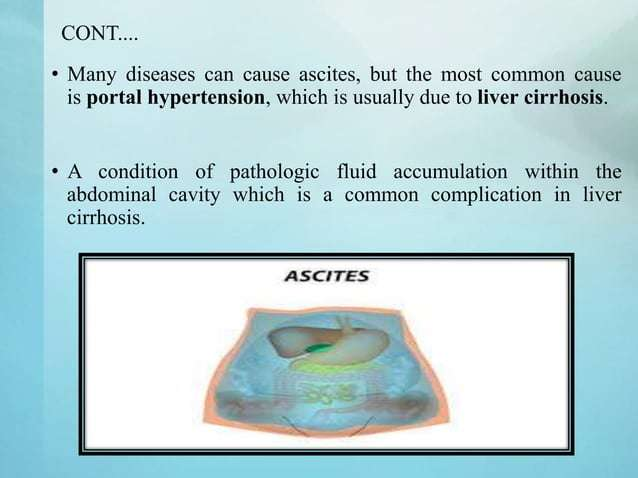 CONT....
• Many diseases can cause ascites, but the most common cause
is portal hypertension, which is usually due to liver cirrhosis.
• A condition of pathologic fluid accumulation within the
abdominal cavity which is a common complication in liver
cirrhosis.
ASCITES